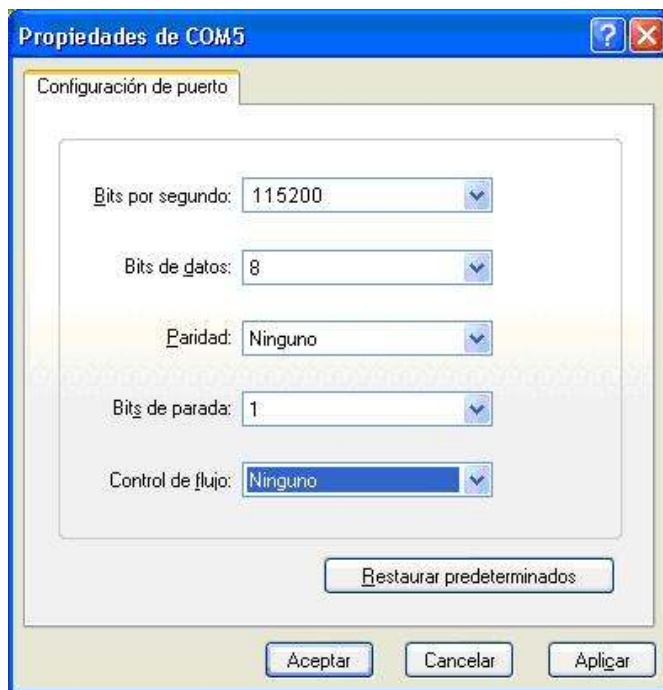 Propiedades de COM5
Configuración de puerto
Bits por segundo: 115200
Bits de datos: 8
Paridad: Ninguno
Bits de parada: 1
Control de flujo: Ninguno
Restaurar predeterminados
Aceptar Cancelar Aplicar